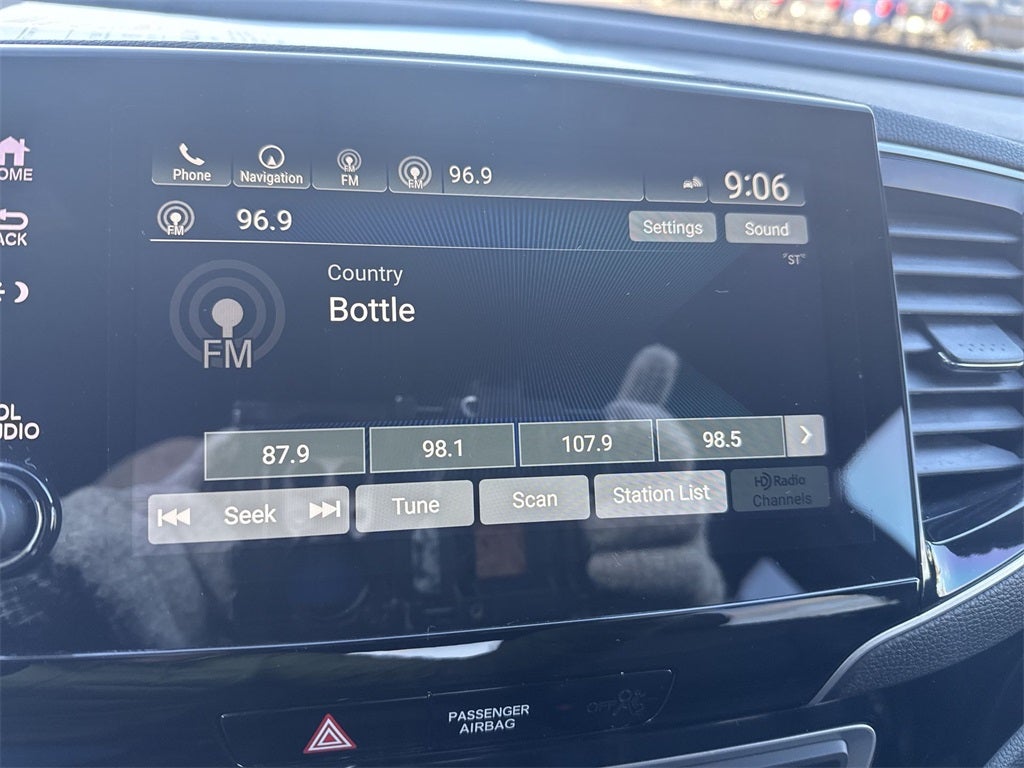 Phone
Navigation
FM
FM
96.9
9:06
OME
FM
96.9
Settings
Sound
ACK
ST
Country
Bottle
FM
OL
UDIO
87.9
98.1
107.9
98.5
Seek
Tune
Scan
Station List
HD Radio
Channels
PASSENGER
AIRBAG
OFF